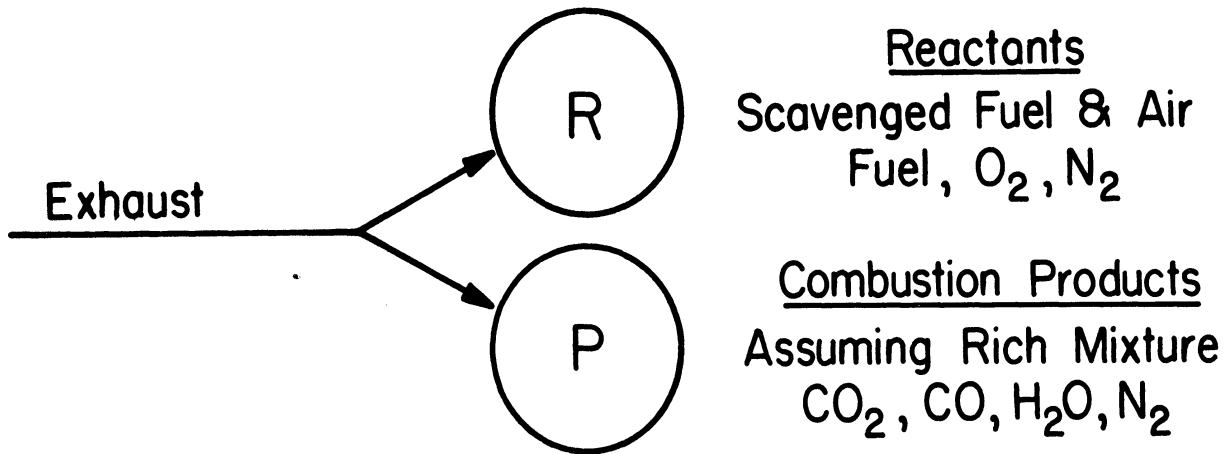 Reactants
Scavenged Fuel & Air
Fuel, O₂, N₂
R
Exhaust
Combustion Products
Assuming Rich Mixture
CO₂, CO, H₂O, N₂
P